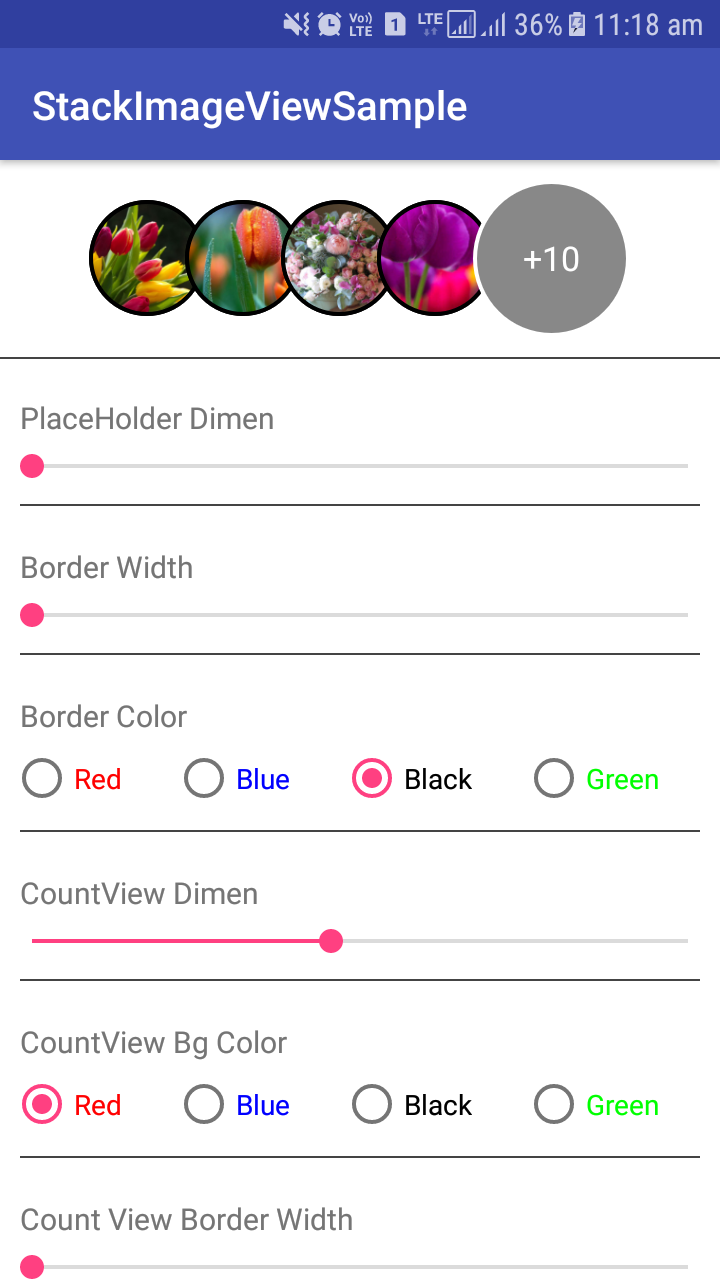 Vo)) LTE 1 LTE 36% 11:18 am
StackImageViewSample
+10
PlaceHolder Dimen
Border Width
Border Color
Red Blue Black Green
CountView Dimen
CountView Bg Color
Red Blue Black Green
Count View Border Width